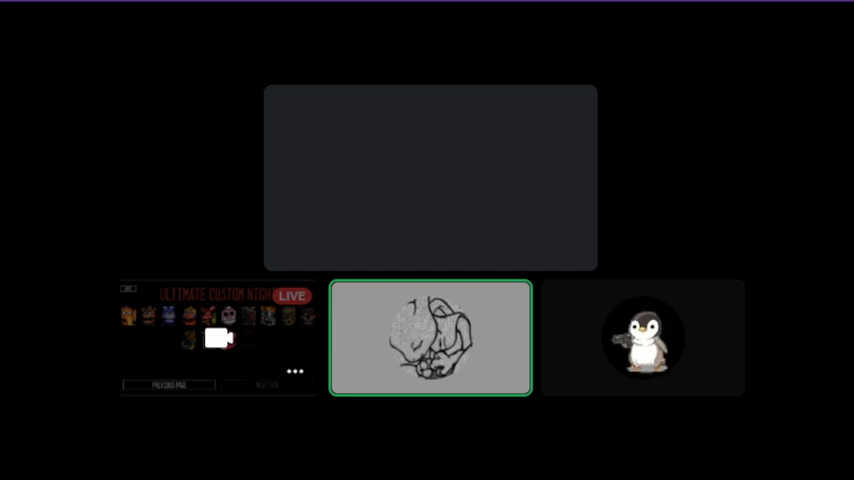 ULTIMATE CUSTOM NIGHT
LIVE
PREVIOUS PAGE
NEXT PAGE